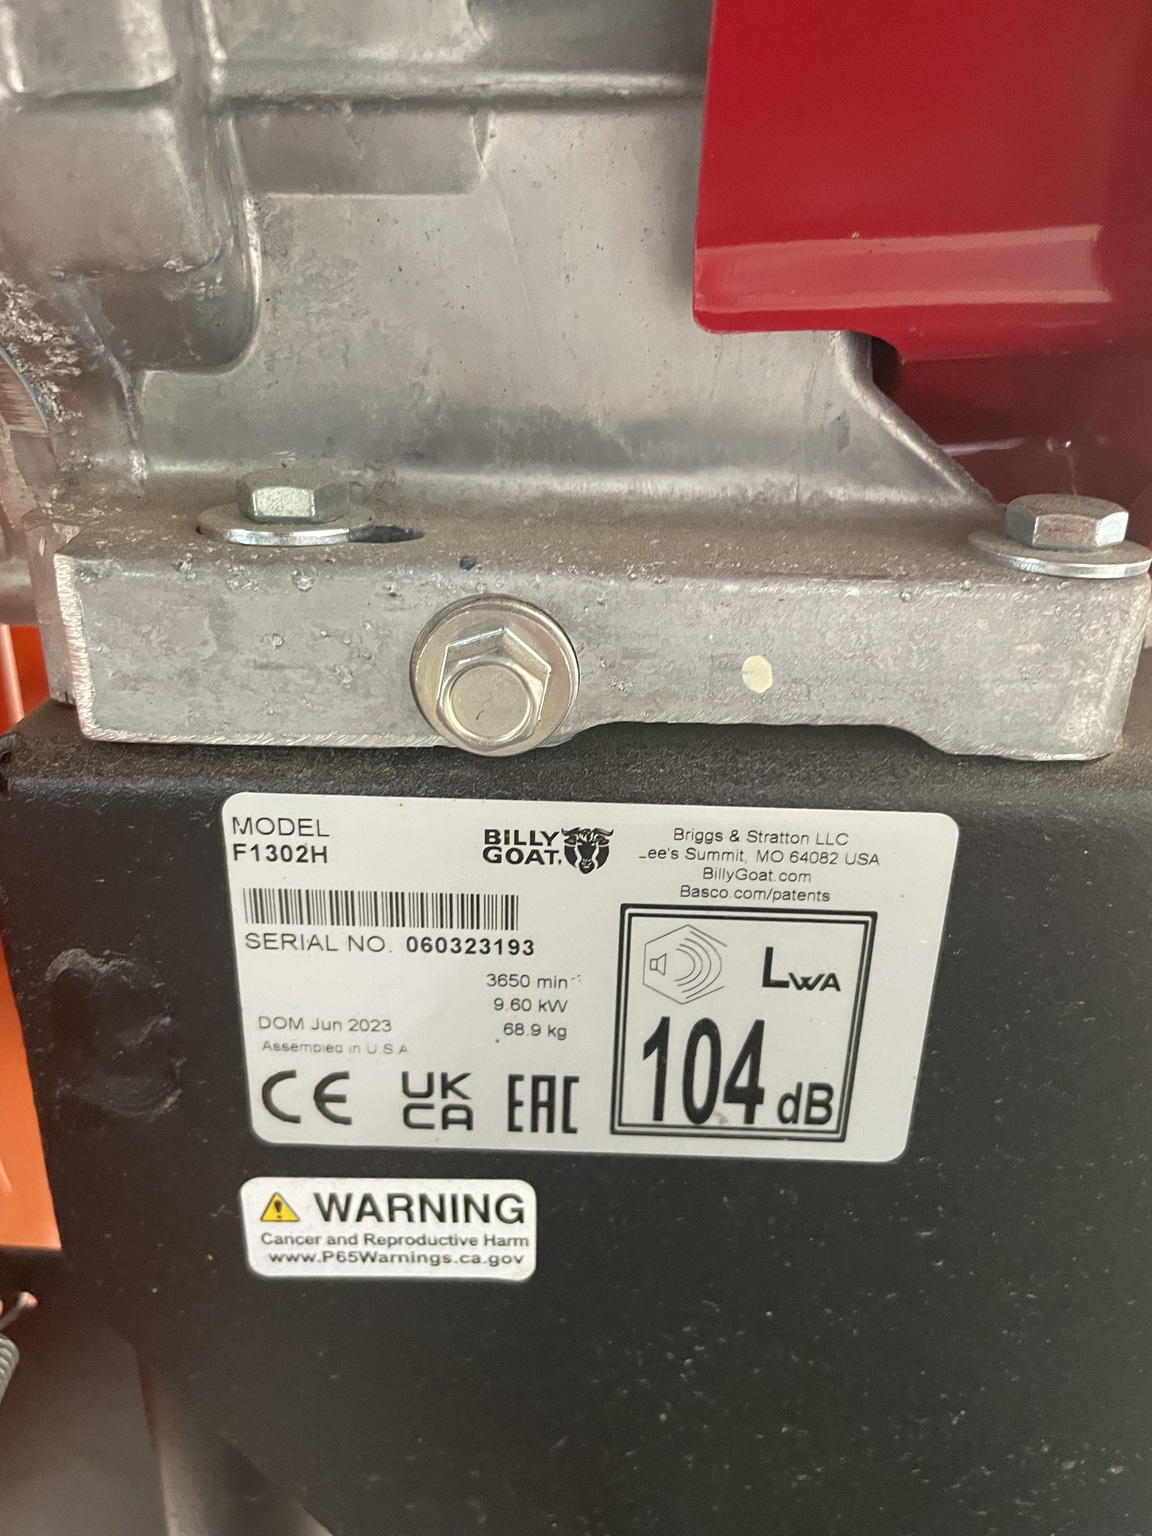 MODEL
F1302H
BILLY
GOAT
Briggs & Stratton LLC
Lee's Summit, MO 64082 USA
BillyGoat.com
Basco.com/patents
SERIAL NO. 060323193
3650 min⁻¹
9.60 kW
68.9 kg
DOM Jun 2023
Assembled in U.S.A
CE
UK
CA
EAC
LWA
104 dB
WARNING
Cancer and Reproductive Harm
www.P65Warnings.ca.gov